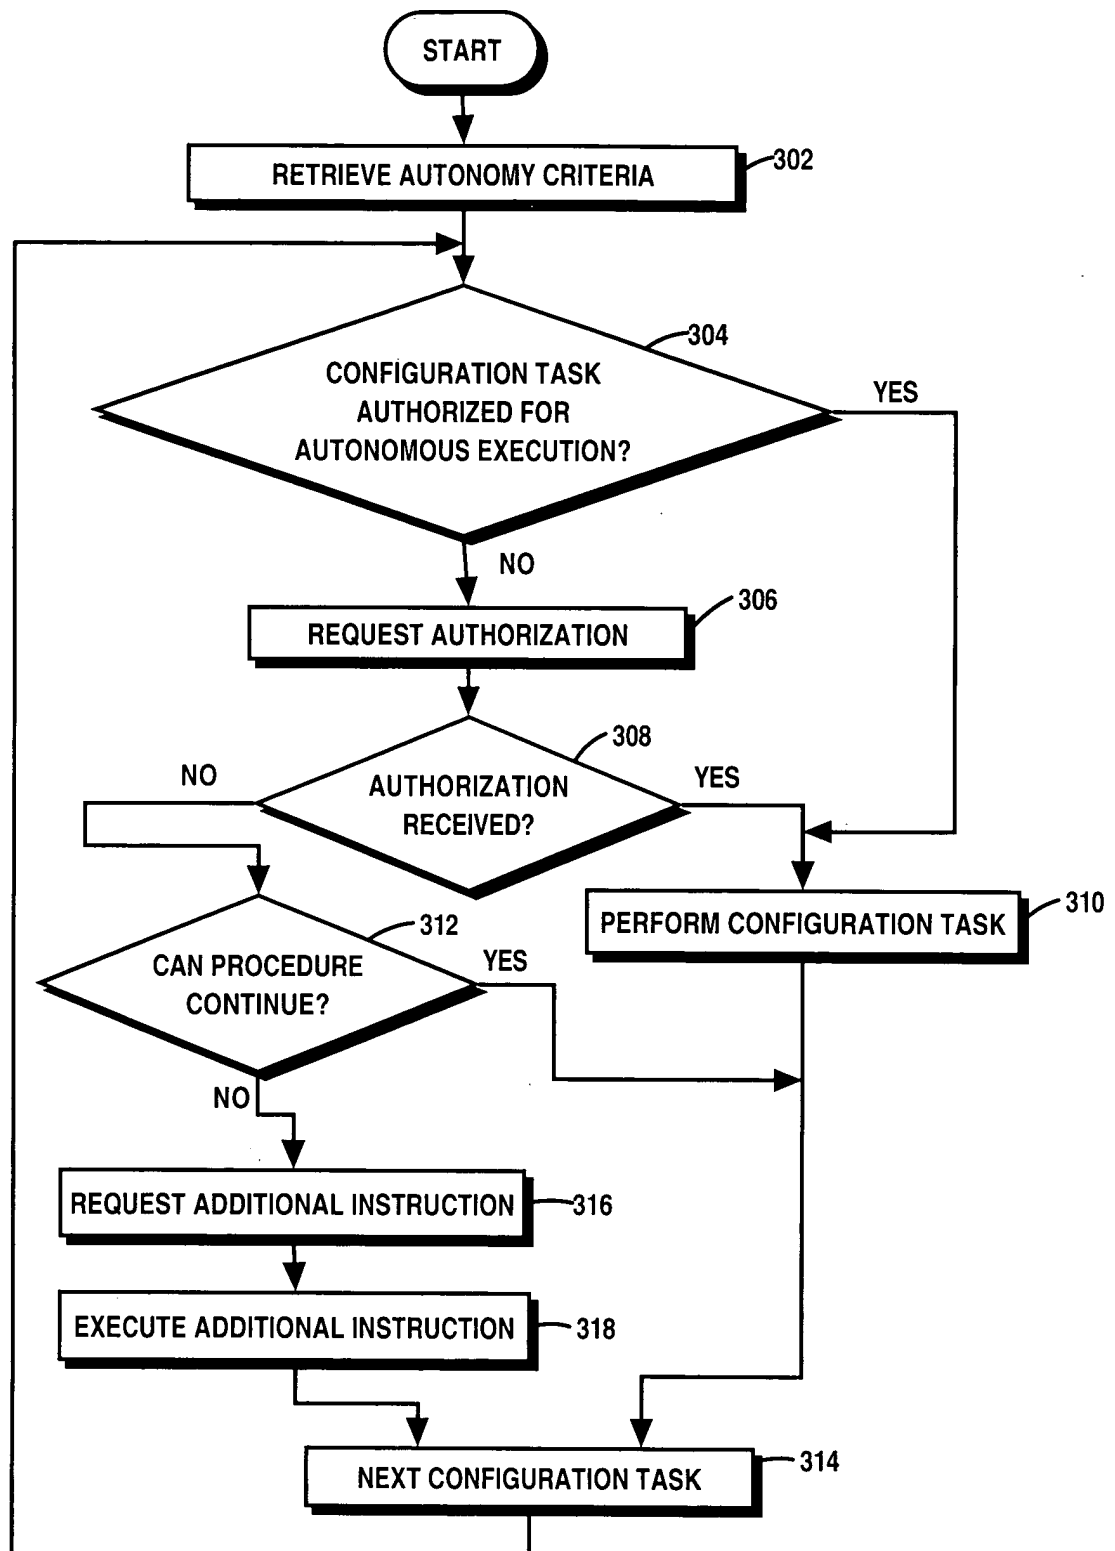 START
RETRIEVE AUTONOMY CRITERIA
302
304
CONFIGURATION TASK
AUTHORIZED FOR
AUTONOMOUS EXECUTION?
YES
NO
306
REQUEST AUTHORIZATION
308
NO
AUTHORIZATION
RECEIVED?
YES
310
PERFORM CONFIGURATION TASK
312
CAN PROCEDURE
CONTINUE?
YES
NO
REQUEST ADDITIONAL INSTRUCTION
316
EXECUTE ADDITIONAL INSTRUCTION
318
NEXT CONFIGURATION TASK
314